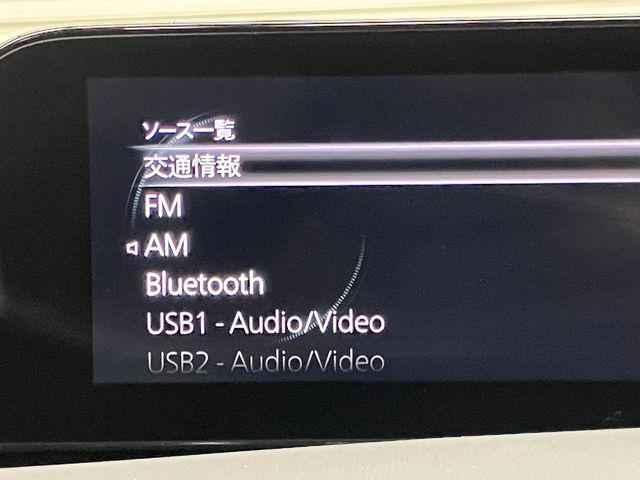 ソース一覧
交通情報
FM
AM
Bluetooth
USB1 - Audio/Video
USB2 - Audio/Video